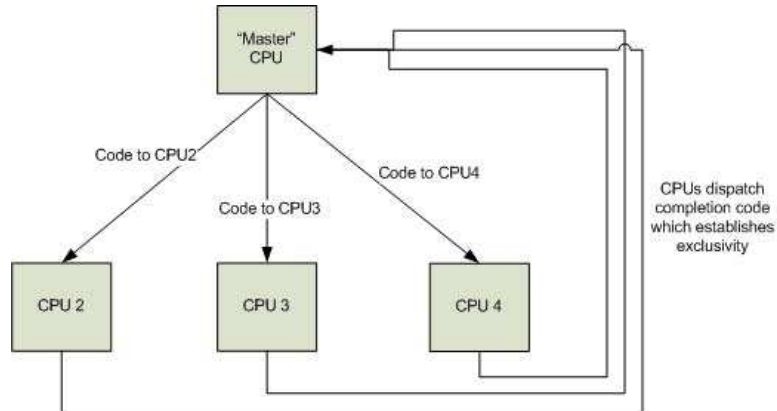 "Master"
CPU
Code to CPU2
Code to CPU4
Code to CPU3
CPUs dispatch
completion code
which establishes
exclusivity
CPU 2
CPU 3
CPU 4